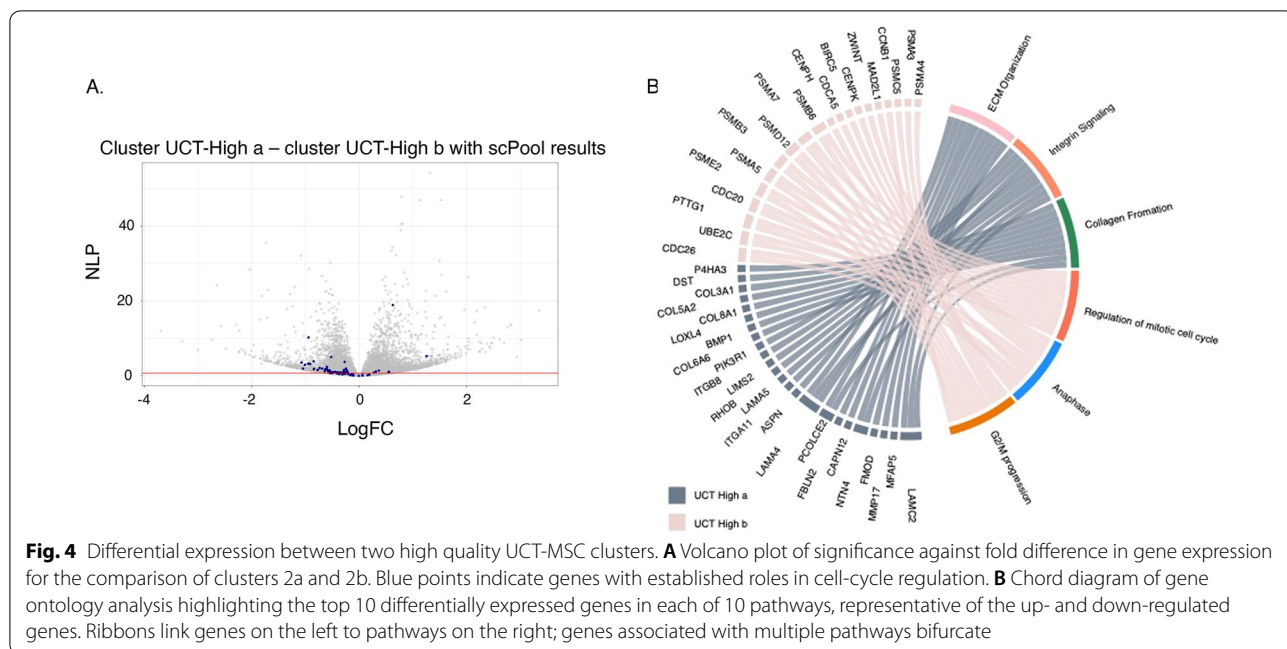 A.
Cluster UCT-High a – cluster UCT-High b with scPool results
NLP
40
20
0
-4
-2
0
2
LogFC
B
PSMA3
PSMA4
CCNB1
PSMC5
ZWINT
MAD2L1
BIRC5
CENPK
CENPH
CDCA5
PSMA7
PSMB6
PSMB3
PSMD12
PSME2
PSMA5
CDC20
PTTG1
UBE2C
CDC26
P4HA3
DST
COL3A1
COL5A2
COL8A1
LOXL4
BMP1
COL6A6
PIK3R1
ITGB8
LIMS2
RHOB
LAMA5
ITGA11
ASPN
LAMA4
PCOLCE2
FBLN2
CAPN12
NTN4
FMOD
MMP17
MFAP5
LAMC2
ECM Organization
Integrin Signaling
Collagen Fromation
Regulation of mitotic cell cycle
Anaphase
G2/M progression
UCT High a
UCT High b
Fig. 4 Differential expression between two high quality UCT-MSC clusters. A Volcano plot of significance against fold difference in gene expression
for the comparison of clusters 2a and 2b. Blue points indicate genes with established roles in cell-cycle regulation. B Chord diagram of gene
ontology analysis highlighting the top 10 differentially expressed genes in each of 10 pathways, representative of the up- and down-regulated
genes. Ribbons link genes on the left to pathways on the right; genes associated with multiple pathways bifurcate